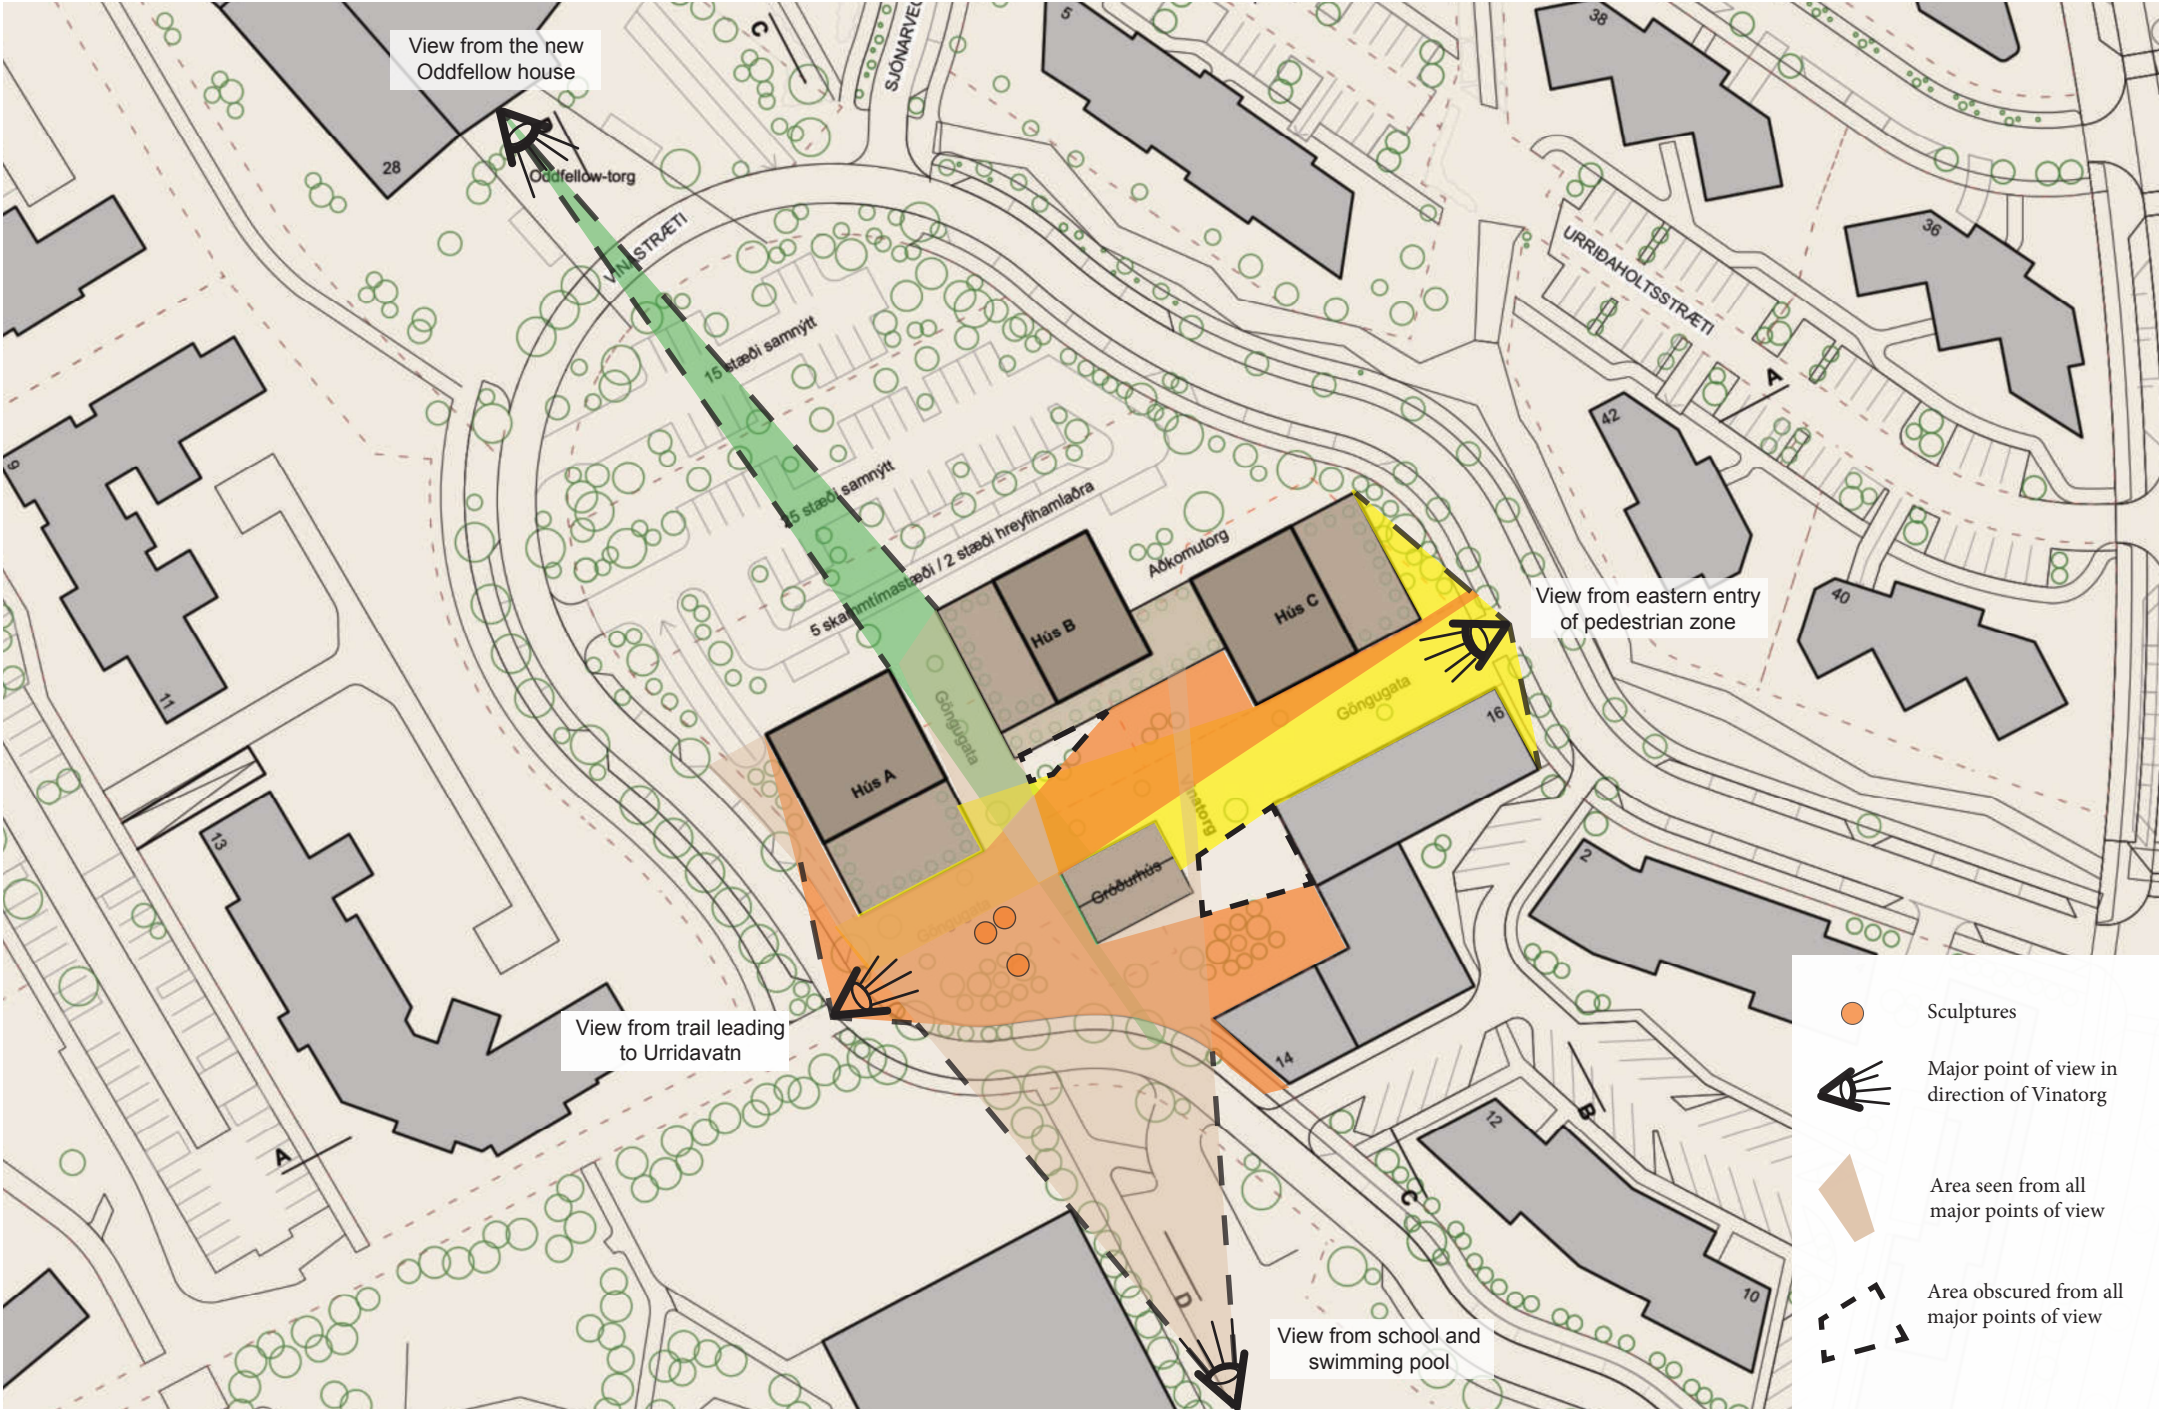 View from the new
Oddfellow house
C
SJÓNARVEG
5
38
28
Oddfellow-torg
VINASTRÆTI
36
URRIÐAHOLTSSTRÆTI
15 stæði samnýtt
A
42
9
25 stæði samnýtt
5 skammtímastæði / 2 stæði hreyfihamlaðra
Aðkomutorg
View from eastern entry
of pedestrian zone
40
Hús B
Hús C
11
Göngugata
Göngugata
16
Hús A
Vinatorg
13
2
Gróðurhús
Göngugata
View from trail leading
to Urridavatn
14
12
B
A
C
D
10
View from school and
swimming pool
Sculptures
Major point of view in
direction of Vinatorg
Area seen from all
major points of view
Area obscured from all
major points of view